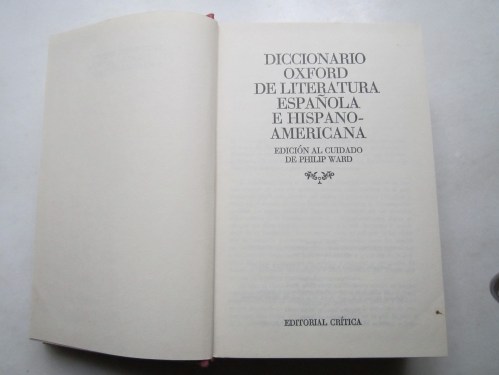 DICCIONARIO
OXFORD
DE LITERATURA
ESPAÑOLA
E HISPANO-
AMERICANA
EDICIÓN AL CUIDADO
DE PHILIP WARD
EDITORIAL CRÍTICA